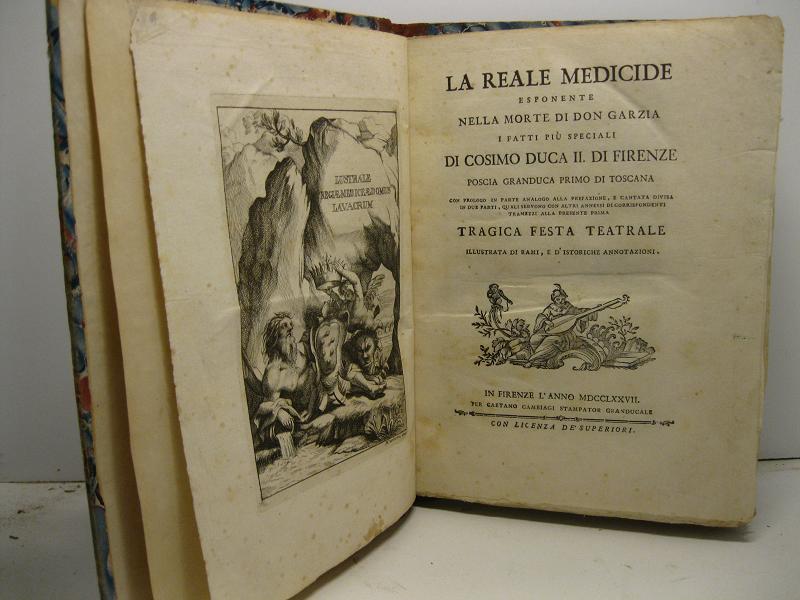 LUSTRALE
REGIÆ MEDICEÆ DOMUS
LAVACRUM
LA REALE MEDICIDE
ESPONENTE
NELLA MORTE DI DON GARZIA
I FATTI PIÙ SPECIALI
DI COSIMO DUCA II. DI FIRENZE
POSCIA GRANDUCA PRIMO DI TOSCANA
CON PROLOGO IN PARTE ANALOGO ALLA PREFAZIONE, E CANTATA DIVISA
IN DUE PARTI, QUALI SERVONO CON ALTRI ANNESSI DI CORRISPONDENTI
TRAMEZZI ALLA PRESENTE PRIMA
TRAGICA FESTA TEATRALE
ILLUSTRATA DI RAMI, E D'ISTORICHE ANNOTAZIONI.
IN FIRENZE L'ANNO MDCCLXXVII.
PER GAETANO CAMBIAGI STAMPATOR GRANDUCALE
CON LICENZA DE' SUPERIORI.